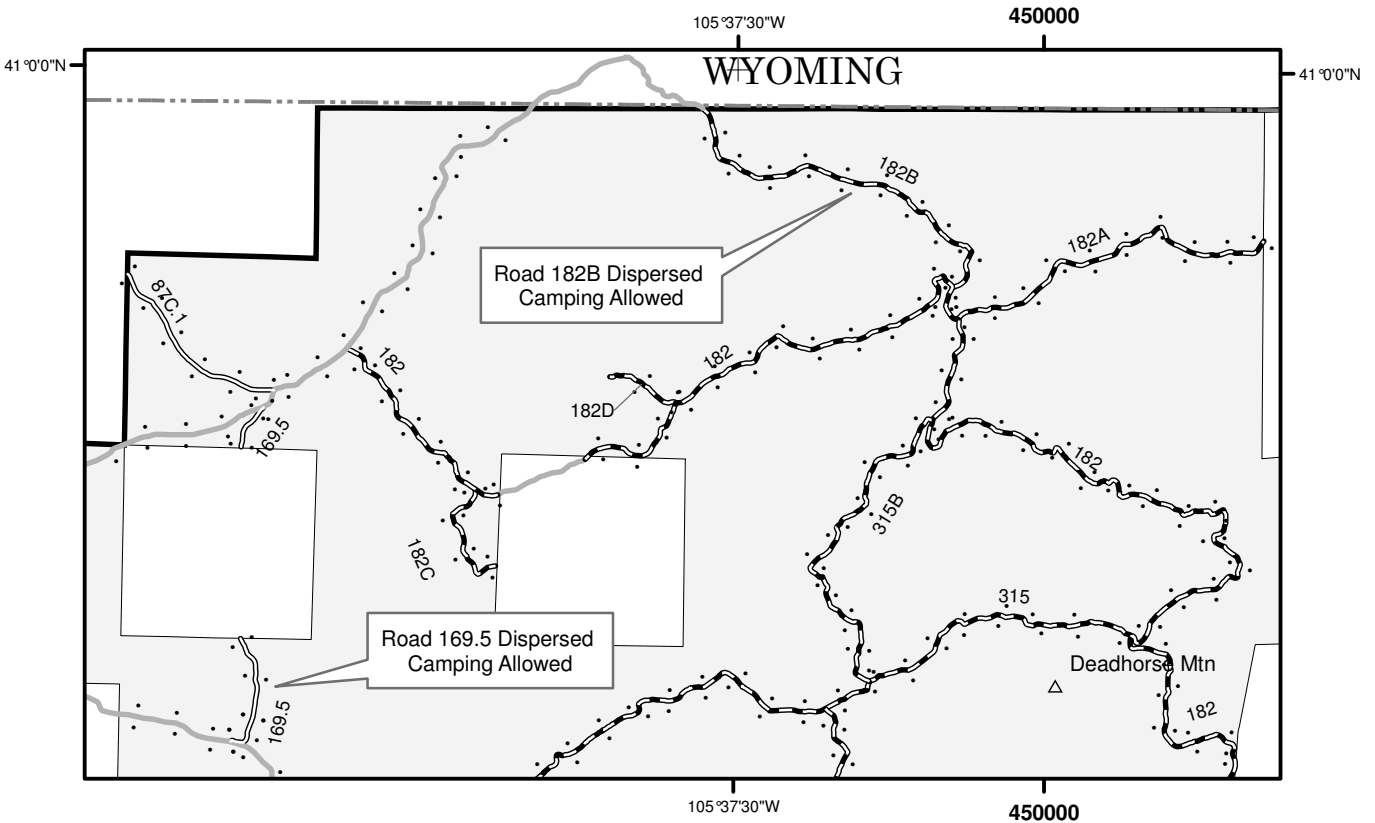 105°37'30"W
450000
41°0'0"N
WYOMING
41°0'0"N
182B
182A
Road 182B Dispersed
Camping Allowed
87C.1
182
182
182D
169.5
182
315B
182C
315
Road 169.5 Dispersed
Camping Allowed
Deadhorse Mtn
169.5
182
105°37'30"W
450000